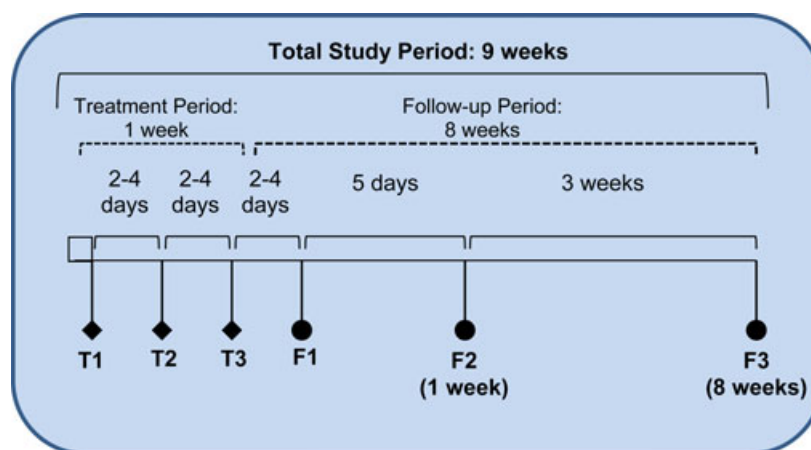 Total Study Period: 9 weeks
Treatment Period:
1 week
Follow-up Period:
8 weeks
2-4
days
2-4
days
2-4
days
5 days
3 weeks
T1
T2
T3
F1
F2
(1 week)
F3
(8 weeks)